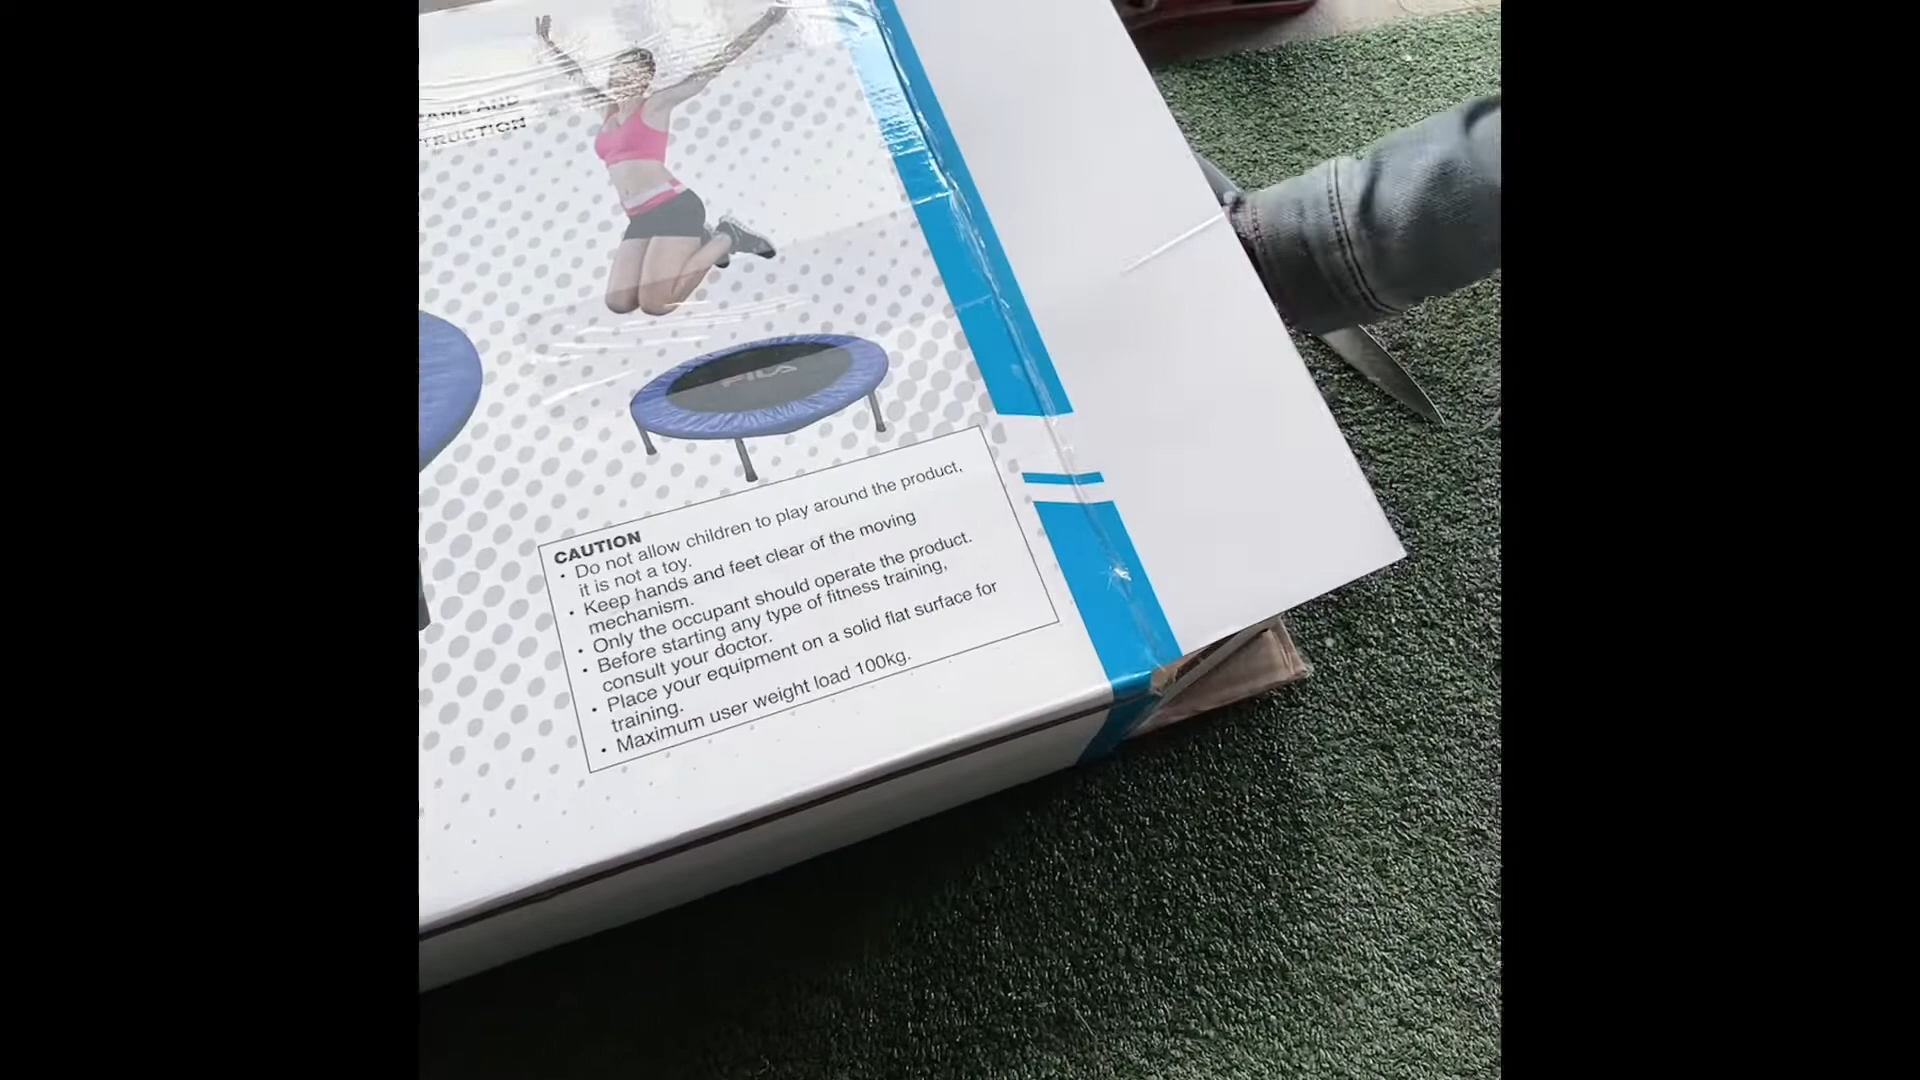 AND
FILA
CAUTION
• Do not allow children to play around the product,
it is not a toy.
• Keep hands and feet clear of the moving
mechanism.
• Only the occupant should operate the product.
• Before starting any type of fitness training,
consult your doctor.
• Place your equipment on a solid flat surface for
training.
• Maximum user weight load 100kg.